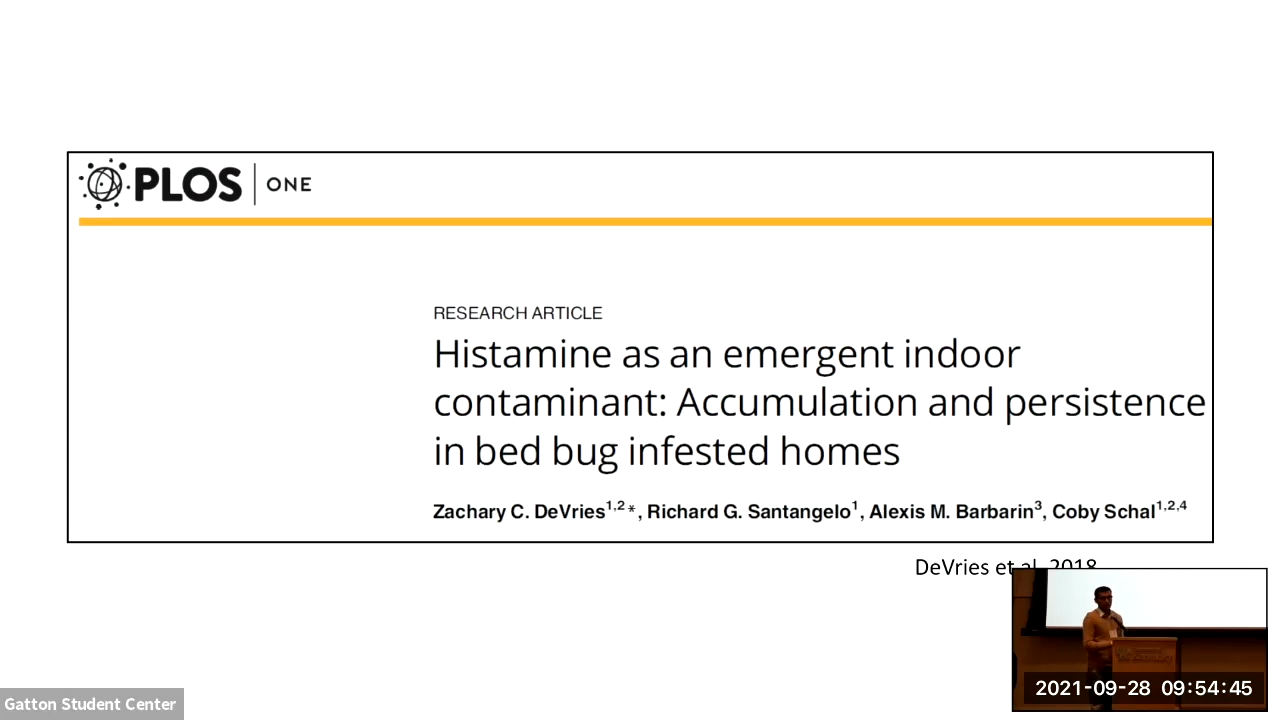 PLOS ONE
RESEARCH ARTICLE
Histamine as an emergent indoor
contaminant: Accumulation and persistence
in bed bug infested homes
Zachary C. DeVries1,2*, Richard G. Santangelo1, Alexis M. Barbarin3, Coby Schal1,2,4
DeVries et al. 2018
2021-09-28 09:54:45
Gatton Student Center